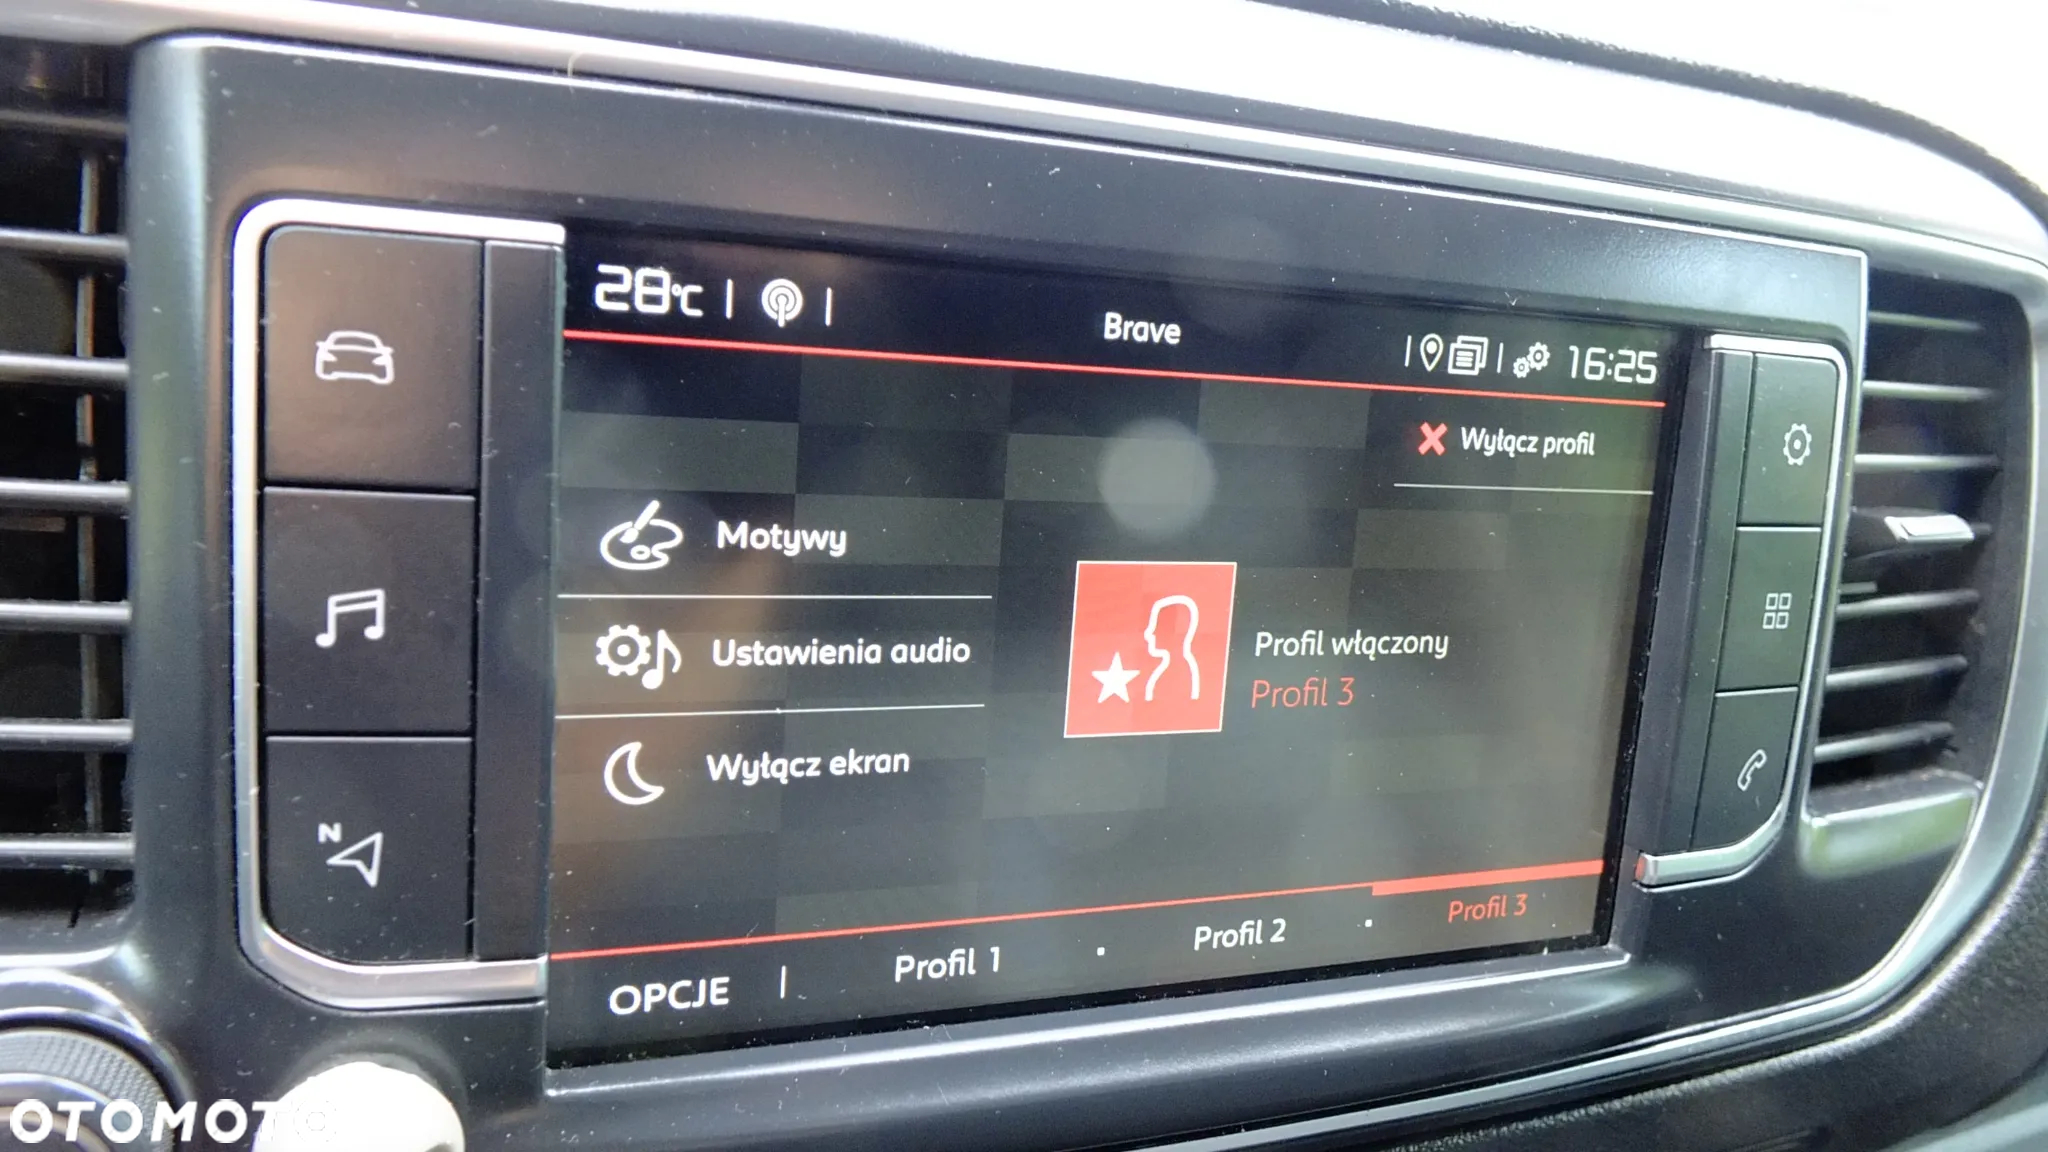 28°C
Brave
16:25
Wyłącz profil
Motywy
Ustawienia audio
Wyłącz ekran
Profil włączony
Profil 3
OPCJE
Profil 1
Profil 2
Profil 3
N
OTOMOTO